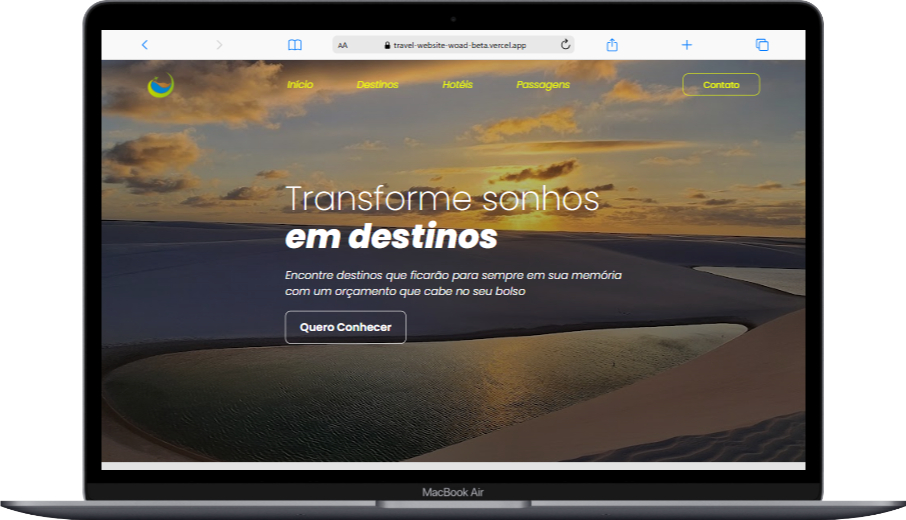 AA travel-website-woad-beta.vercel.app
Início Destinos Hotéis Passagens Contato
Transforme sonhos
em destinos
Encontre destinos que ficarão para sempre em sua memória
com um orçamento que cabe no seu bolso
Quero Conhecer
MacBook Air